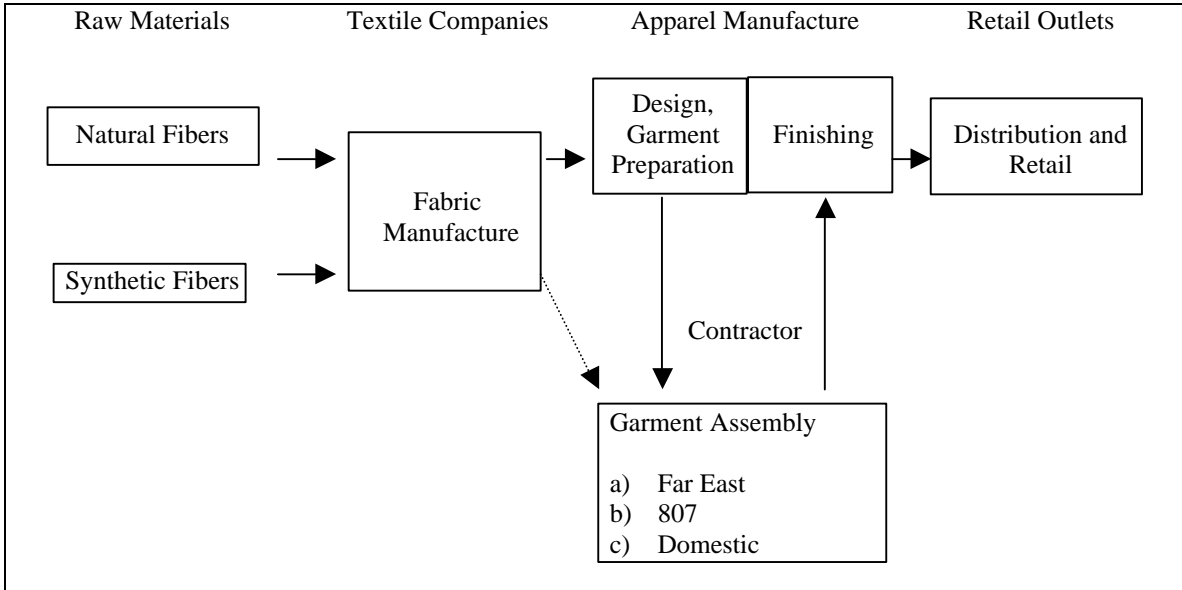 Raw Materials
Textile Companies
Apparel Manufacture
Retail Outlets
Natural Fibers
Synthetic Fibers
Fabric
Manufacture
Design,
Garment
Preparation
Finishing
Distribution and
Retail
Contractor
Garment Assembly
a) Far East
b) 807
c) Domestic